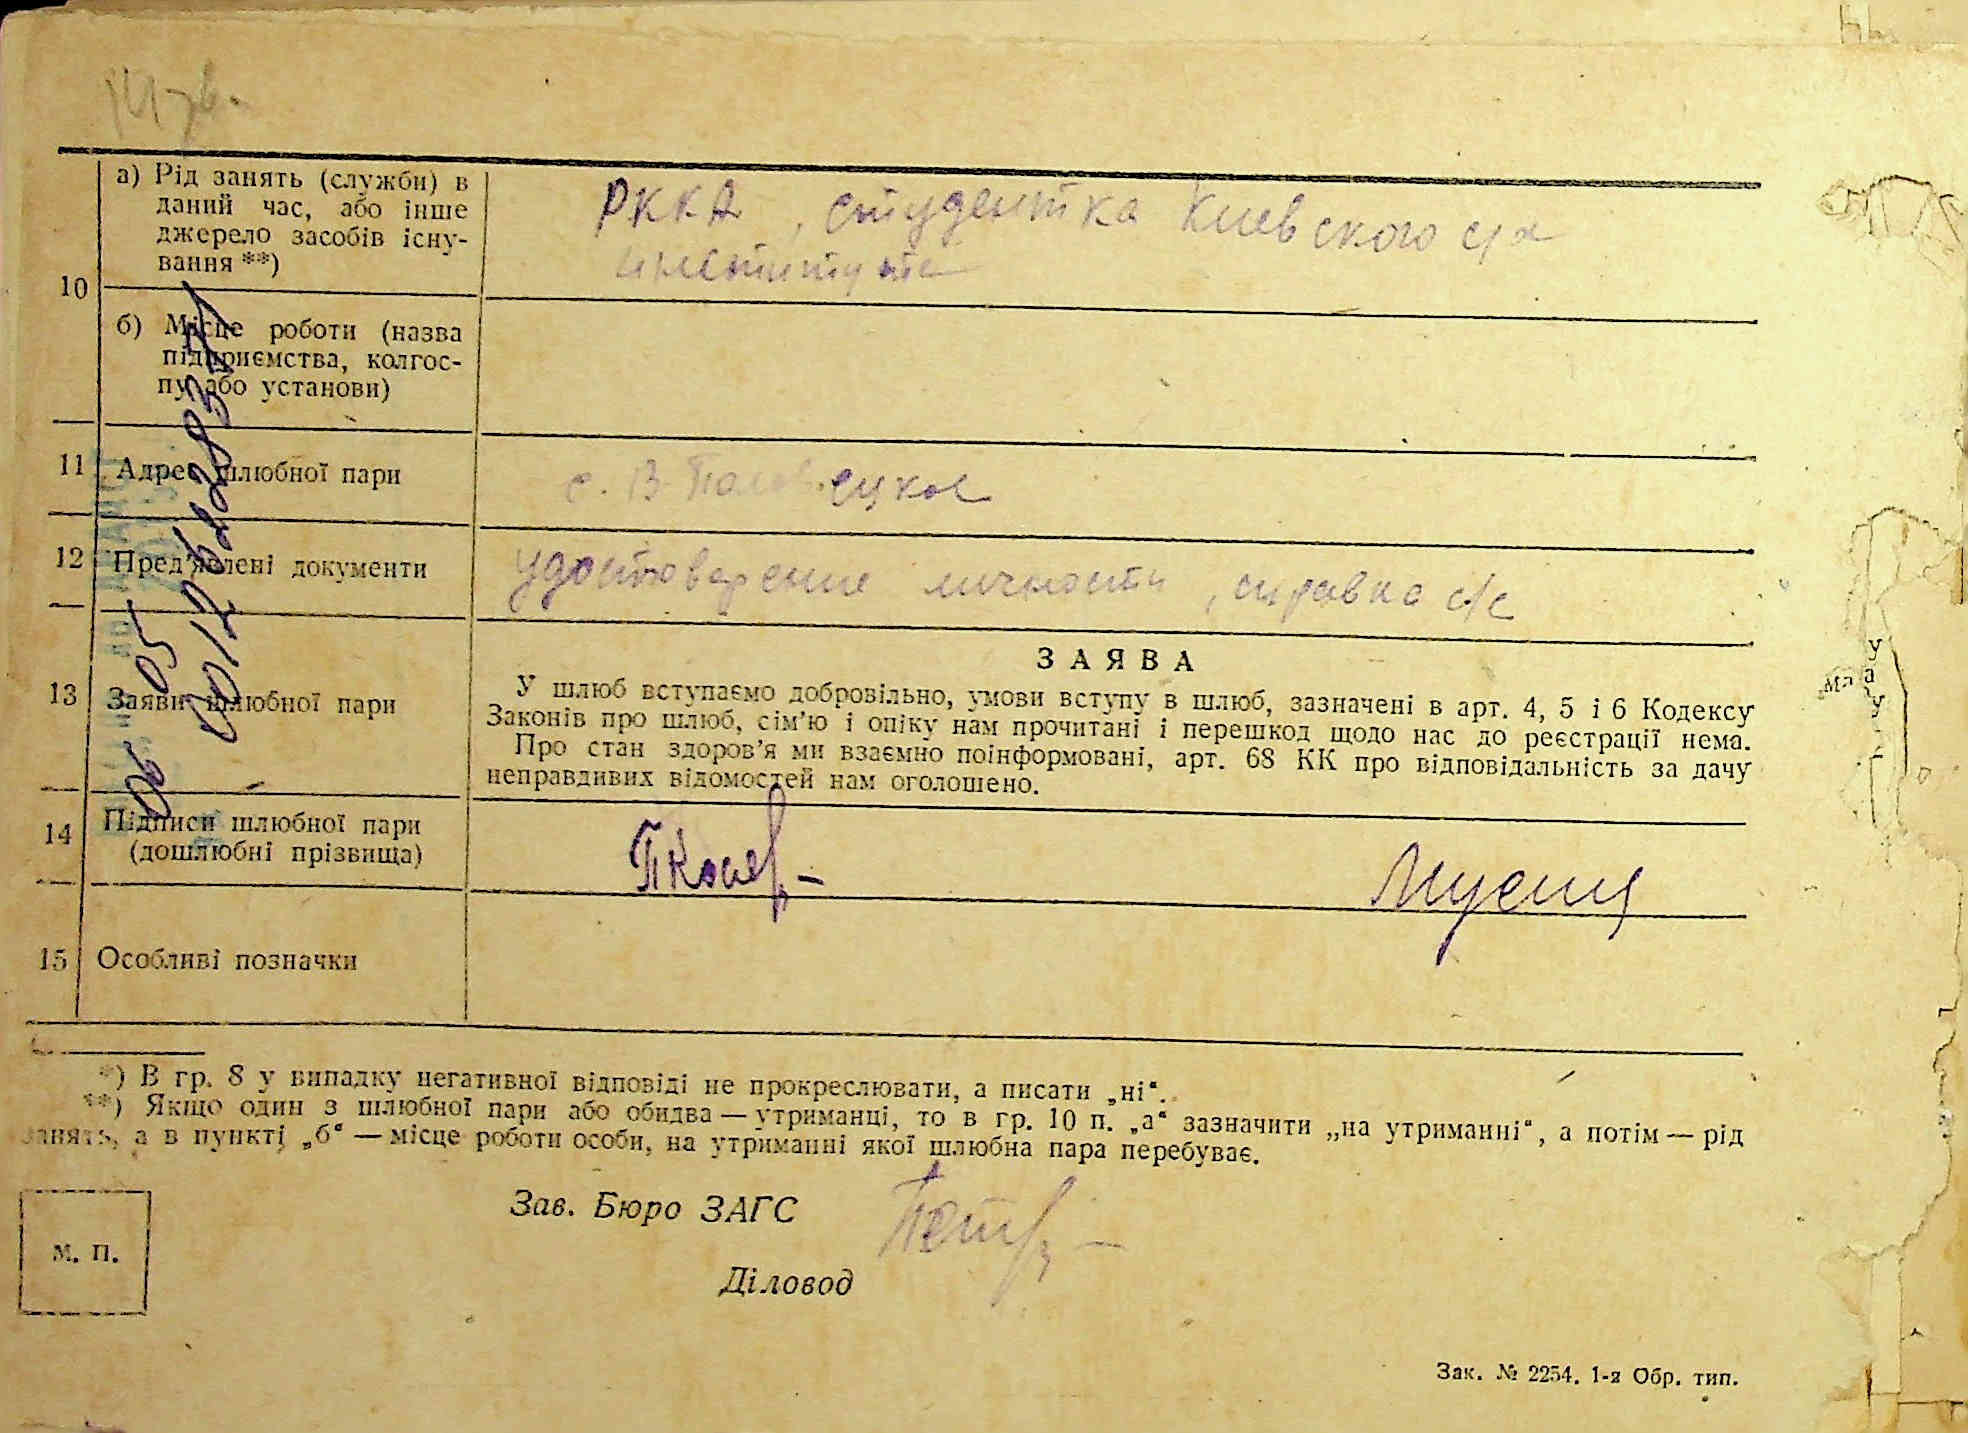 а) Рід занять (служби) в
даний час, або інше
джерело засобів існу-
вання **)
РККА, студентка Киевского
института
10
б) Місце роботи (назва
підприємства, колгос-
пу або установи)
11 Адреса шлюбної пари
12 Пред'явлені документи удостоверение личности, справка с/с
ЗАЯВА
13 Заяви шлюбної пари
У шлюб вступаємо добровільно, умови вступу в шлюб, зазначені в арт. 4, 5 і 6 Кодексу
Законів про шлюб, сім'ю і опіку нам прочитані і перешкод щодо нас до реєстрації нема.
Про стан здоров'я ми взаємно поінформовані, арт. 68 КК про відповідальність за дачу
неправдивих відомостей нам оголошено.
14 Підписи шлюбної пари
(дошлюбні прізвища)
15 Особливі позначки
*) В гр. 8 у випадку негативної відповіді не прокреслювати, а писати „ні“.
**) Якщо один з шлюбної пари або обидва — утриманці, то в гр. 10 п. „а“ зазначити „на утриманні“, а потім — рід
занять, а в пункті „б“ — місце роботи особи, на утриманні якої шлюбна пара перебуває.
Зав. Бюро ЗАГС
м. п.
Діловод
Зак. № 2254. 1-я Обр. тип.